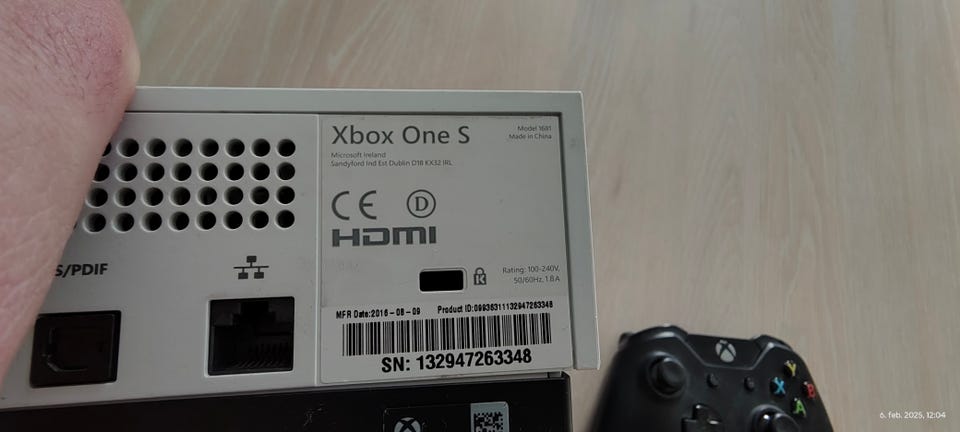 Xbox One S
Model 1681
Made in China
Microsoft Ireland
Sandyford Ind Est Dublin D18 KX32 IRL
CE D
HDMI
S/PDIF
K
Rating: 100-240V,
50/60Hz, 1.8A
MFR Date:2016-08-09 Product ID:09936311132947263348
SN: 132947263348
Y
X B
A
6. feb. 2025, 12:04